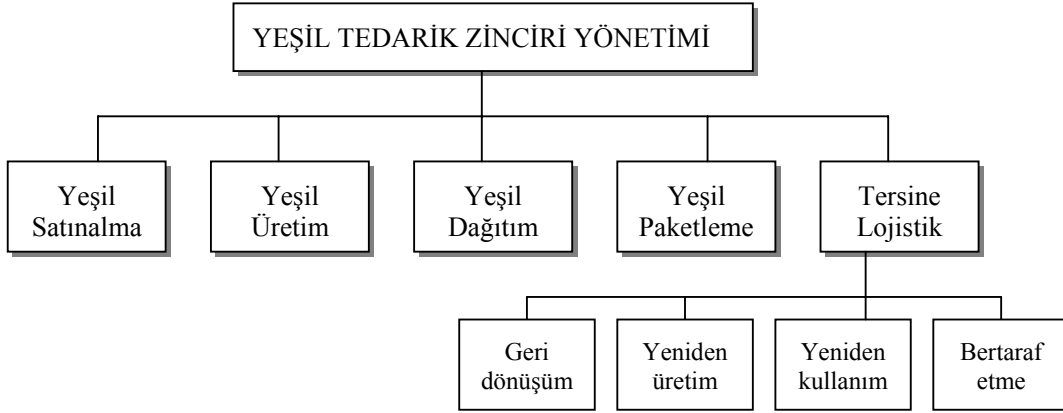 YEŞİL TEDARİK ZİNCİRİ YÖNETİMİ
Yeşil
Satınalma
Yeşil
Üretim
Yeşil
Dağıtım
Yeşil
Paketleme
Tersine
Lojistik
Geri
dönüşüm
Yeniden
üretim
Yeniden
kullanım
Bertaraf
etme